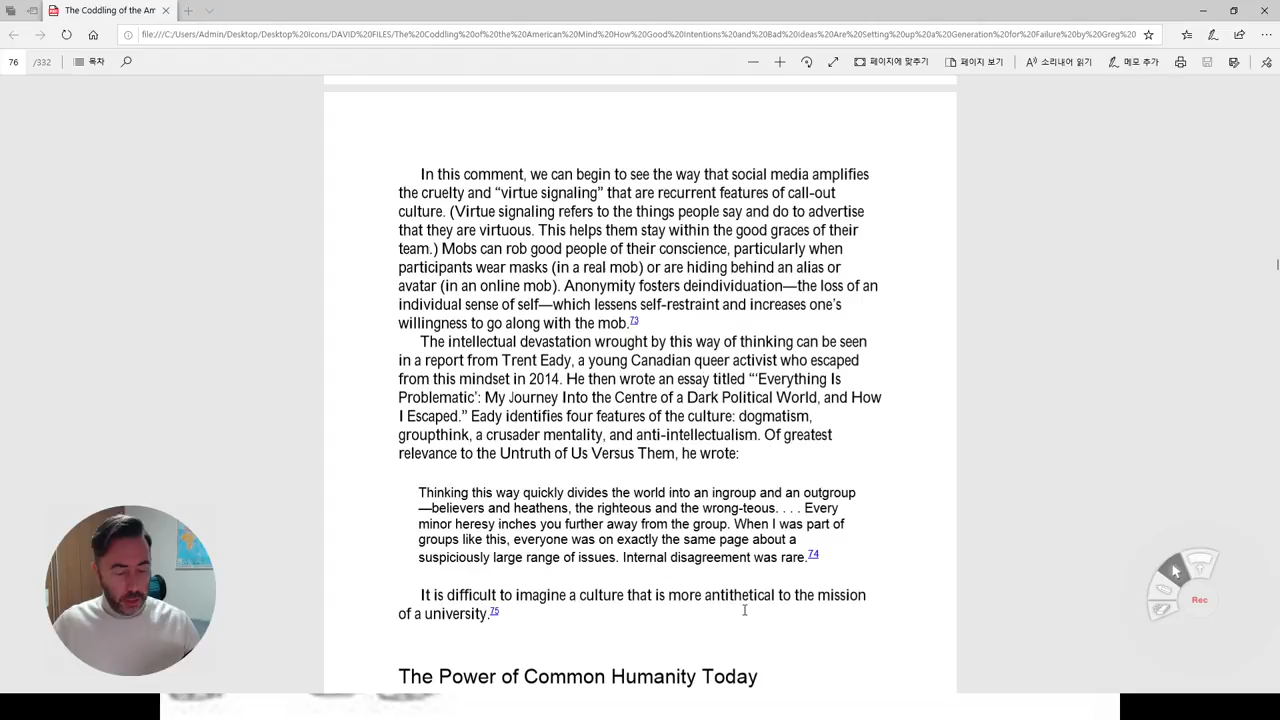 The Coddling of the Am
file:///C:/Users/Admin/Desktop/Desktop%20Icons/DAVID%20FILES/The%20Coddling%20of%20the%20American%20Mind%20How%20Good%20Intentions%20and%20Bad%20Ideas%20Are%20Setting%20up%20a%20Generation%20for%20Failure%20by%20Greg%20
76 /332 목차 페이지에 맞추기 페이지 보기 소리내어 읽기 메모 추가
In this comment, we can begin to see the way that social media amplifies
the cruelty and “virtue signaling” that are recurrent features of call-out
culture. (Virtue signaling refers to the things people say and do to advertise
that they are virtuous. This helps them stay within the good graces of their
team.) Mobs can rob good people of their conscience, particularly when
participants wear masks (in a real mob) or are hiding behind an alias or
avatar (in an online mob). Anonymity fosters deindividuation—the loss of an
individual sense of self—which lessens self-restraint and increases one’s
willingness to go along with the mob.73
The intellectual devastation wrought by this way of thinking can be seen
in a report from Trent Eady, a young Canadian queer activist who escaped
from this mindset in 2014. He then wrote an essay titled “‘Everything Is
Problematic’: My Journey Into the Centre of a Dark Political World, and How
I Escaped.” Eady identifies four features of the culture: dogmatism,
groupthink, a crusader mentality, and anti-intellectualism. Of greatest
relevance to the Untruth of Us Versus Them, he wrote:
Thinking this way quickly divides the world into an ingroup and an outgroup
—believers and heathens, the righteous and the wrong-teous. . . . Every
minor heresy inches you further away from the group. When I was part of
groups like this, everyone was on exactly the same page about a
suspiciously large range of issues. Internal disagreement was rare.74
It is difficult to imagine a culture that is more antithetical to the mission
of a university.75
The Power of Common Humanity Today
Rec